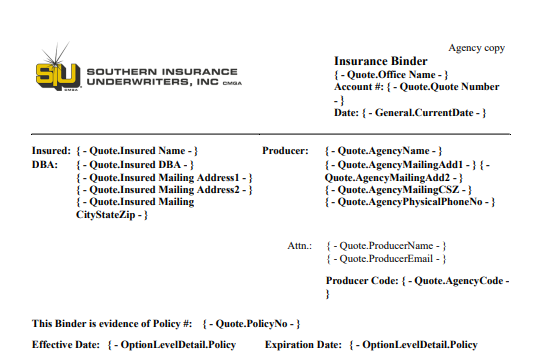 Agency copy
SIU
CMGA
SOUTHERN INSURANCE
UNDERWRITERS, INC CMGA
Insurance Binder
{ - Quote.Office Name - }
Account #: { - Quote.Quote Number
- }
Date: { - General.CurrentDate - }
Insured: { - Quote.Insured Name - }
DBA: { - Quote.Insured DBA - }
{ - Quote.Insured Mailing Address1 - }
{ - Quote.Insured Mailing Address2 - }
{ - Quote.Insured Mailing
CityStateZip - }
Producer: { - Quote.AgencyName - }
{ - Quote.AgencyMailingAdd1 - } { -
Quote.AgencyMailingAdd2 - }
{ - Quote.AgencyMailingCSZ - }
{ - Quote.AgencyPhysicalPhoneNo - }
Attn.: { - Quote.ProducerName - }
{ - Quote.ProducerEmail - }
Producer Code: { - Quote.AgencyCode -
}
This Binder is evidence of Policy #: { - Quote.PolicyNo - }
Effective Date: { - OptionLevelDetail.Policy Expiration Date: { - OptionLevelDetail.Policy